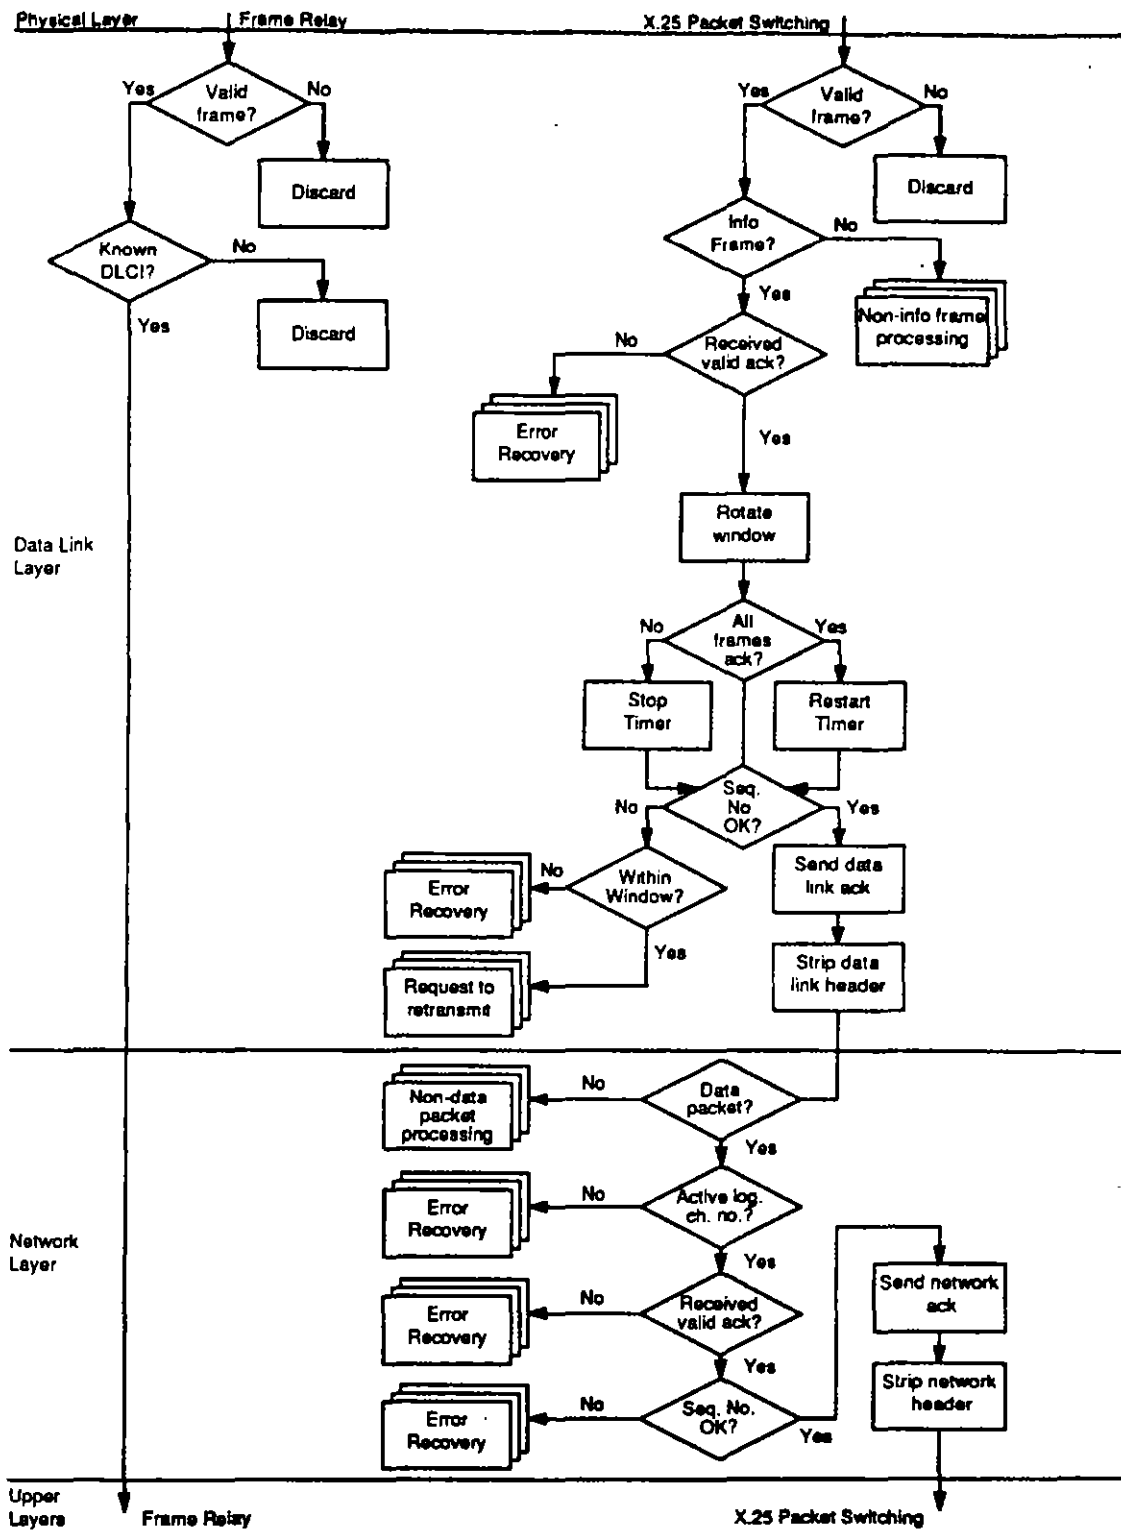 Physical Layer
Frame Relay
X.25 Packet Switching
Yes
Valid
frame?
No
Discard
Yes
Valid
frame?
No
Discard
Known
DLCI?
No
Yes
Discard
Info
Frame?
No
Yes
Non-info frame
processing
No
Received
valid ack?
Error
Recovery
Yes
Rotate
window
Data Link
Layer
No
All
frames
ack?
Yes
Stop
Timer
Restart
Timer
No
Seq.
No
OK?
Yes
Error
Recovery
No
Within
Window?
Send data
link ack
Yes
Request to
retransmit
Strip data
link header
Non-data
packet
processing
No
Data
packet?
Yes
Error
Recovery
No
Active log.
ch. no.?
Yes
Network
Layer
Error
Recovery
No
Received
valid ack?
Send network
ack
Yes
Error
Recovery
No
Seq. No.
OK?
Yes
Strip network
header
Upper
Layers
Frame Relay
X.25 Packet Switching